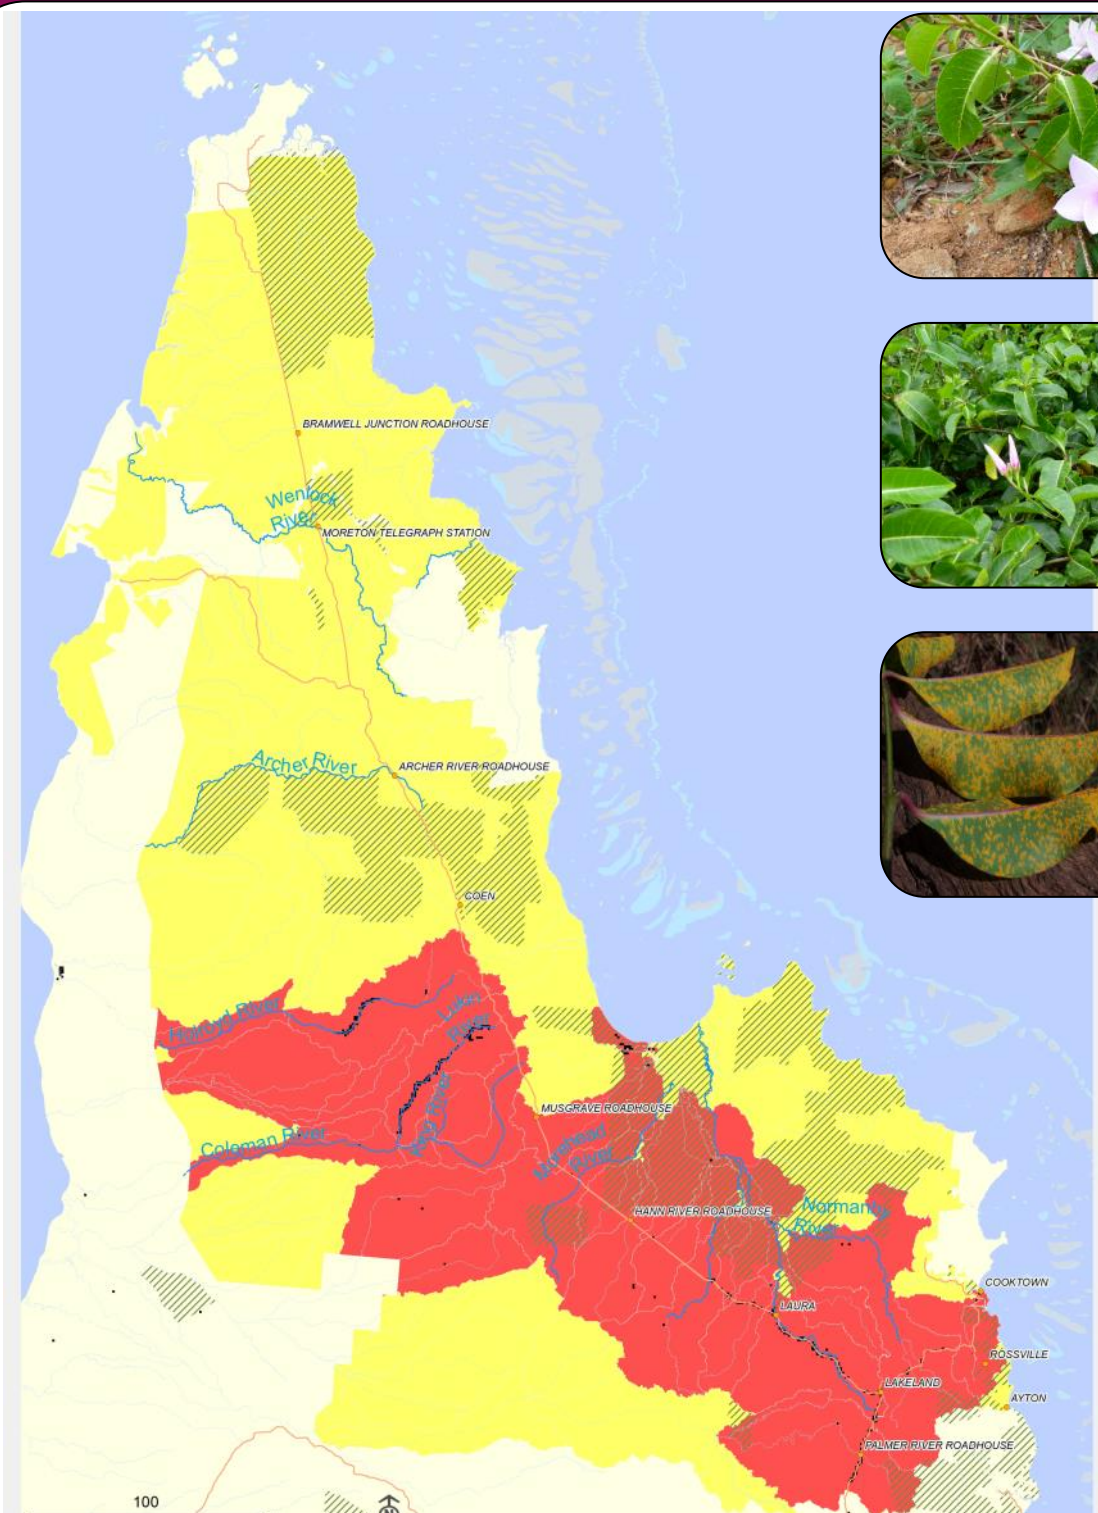 BRAMWELL JUNCTION ROADHOUSE
Wenlock
River
MORETON TELEGRAPH STATION
Archer River
ARCHER RIVER ROADHOUSE
COEN
Holroyd River
Lukin
River
MUSGRAVE ROADHOUSE
King River
Coleman River
Morehead
River
HANN RIVER ROADHOUSE
Normanby
River
COOKTOWN
LAURA
ROSSVILLE
LAKELAND
AYTON
PALMER RIVER ROADHOUSE
100
N